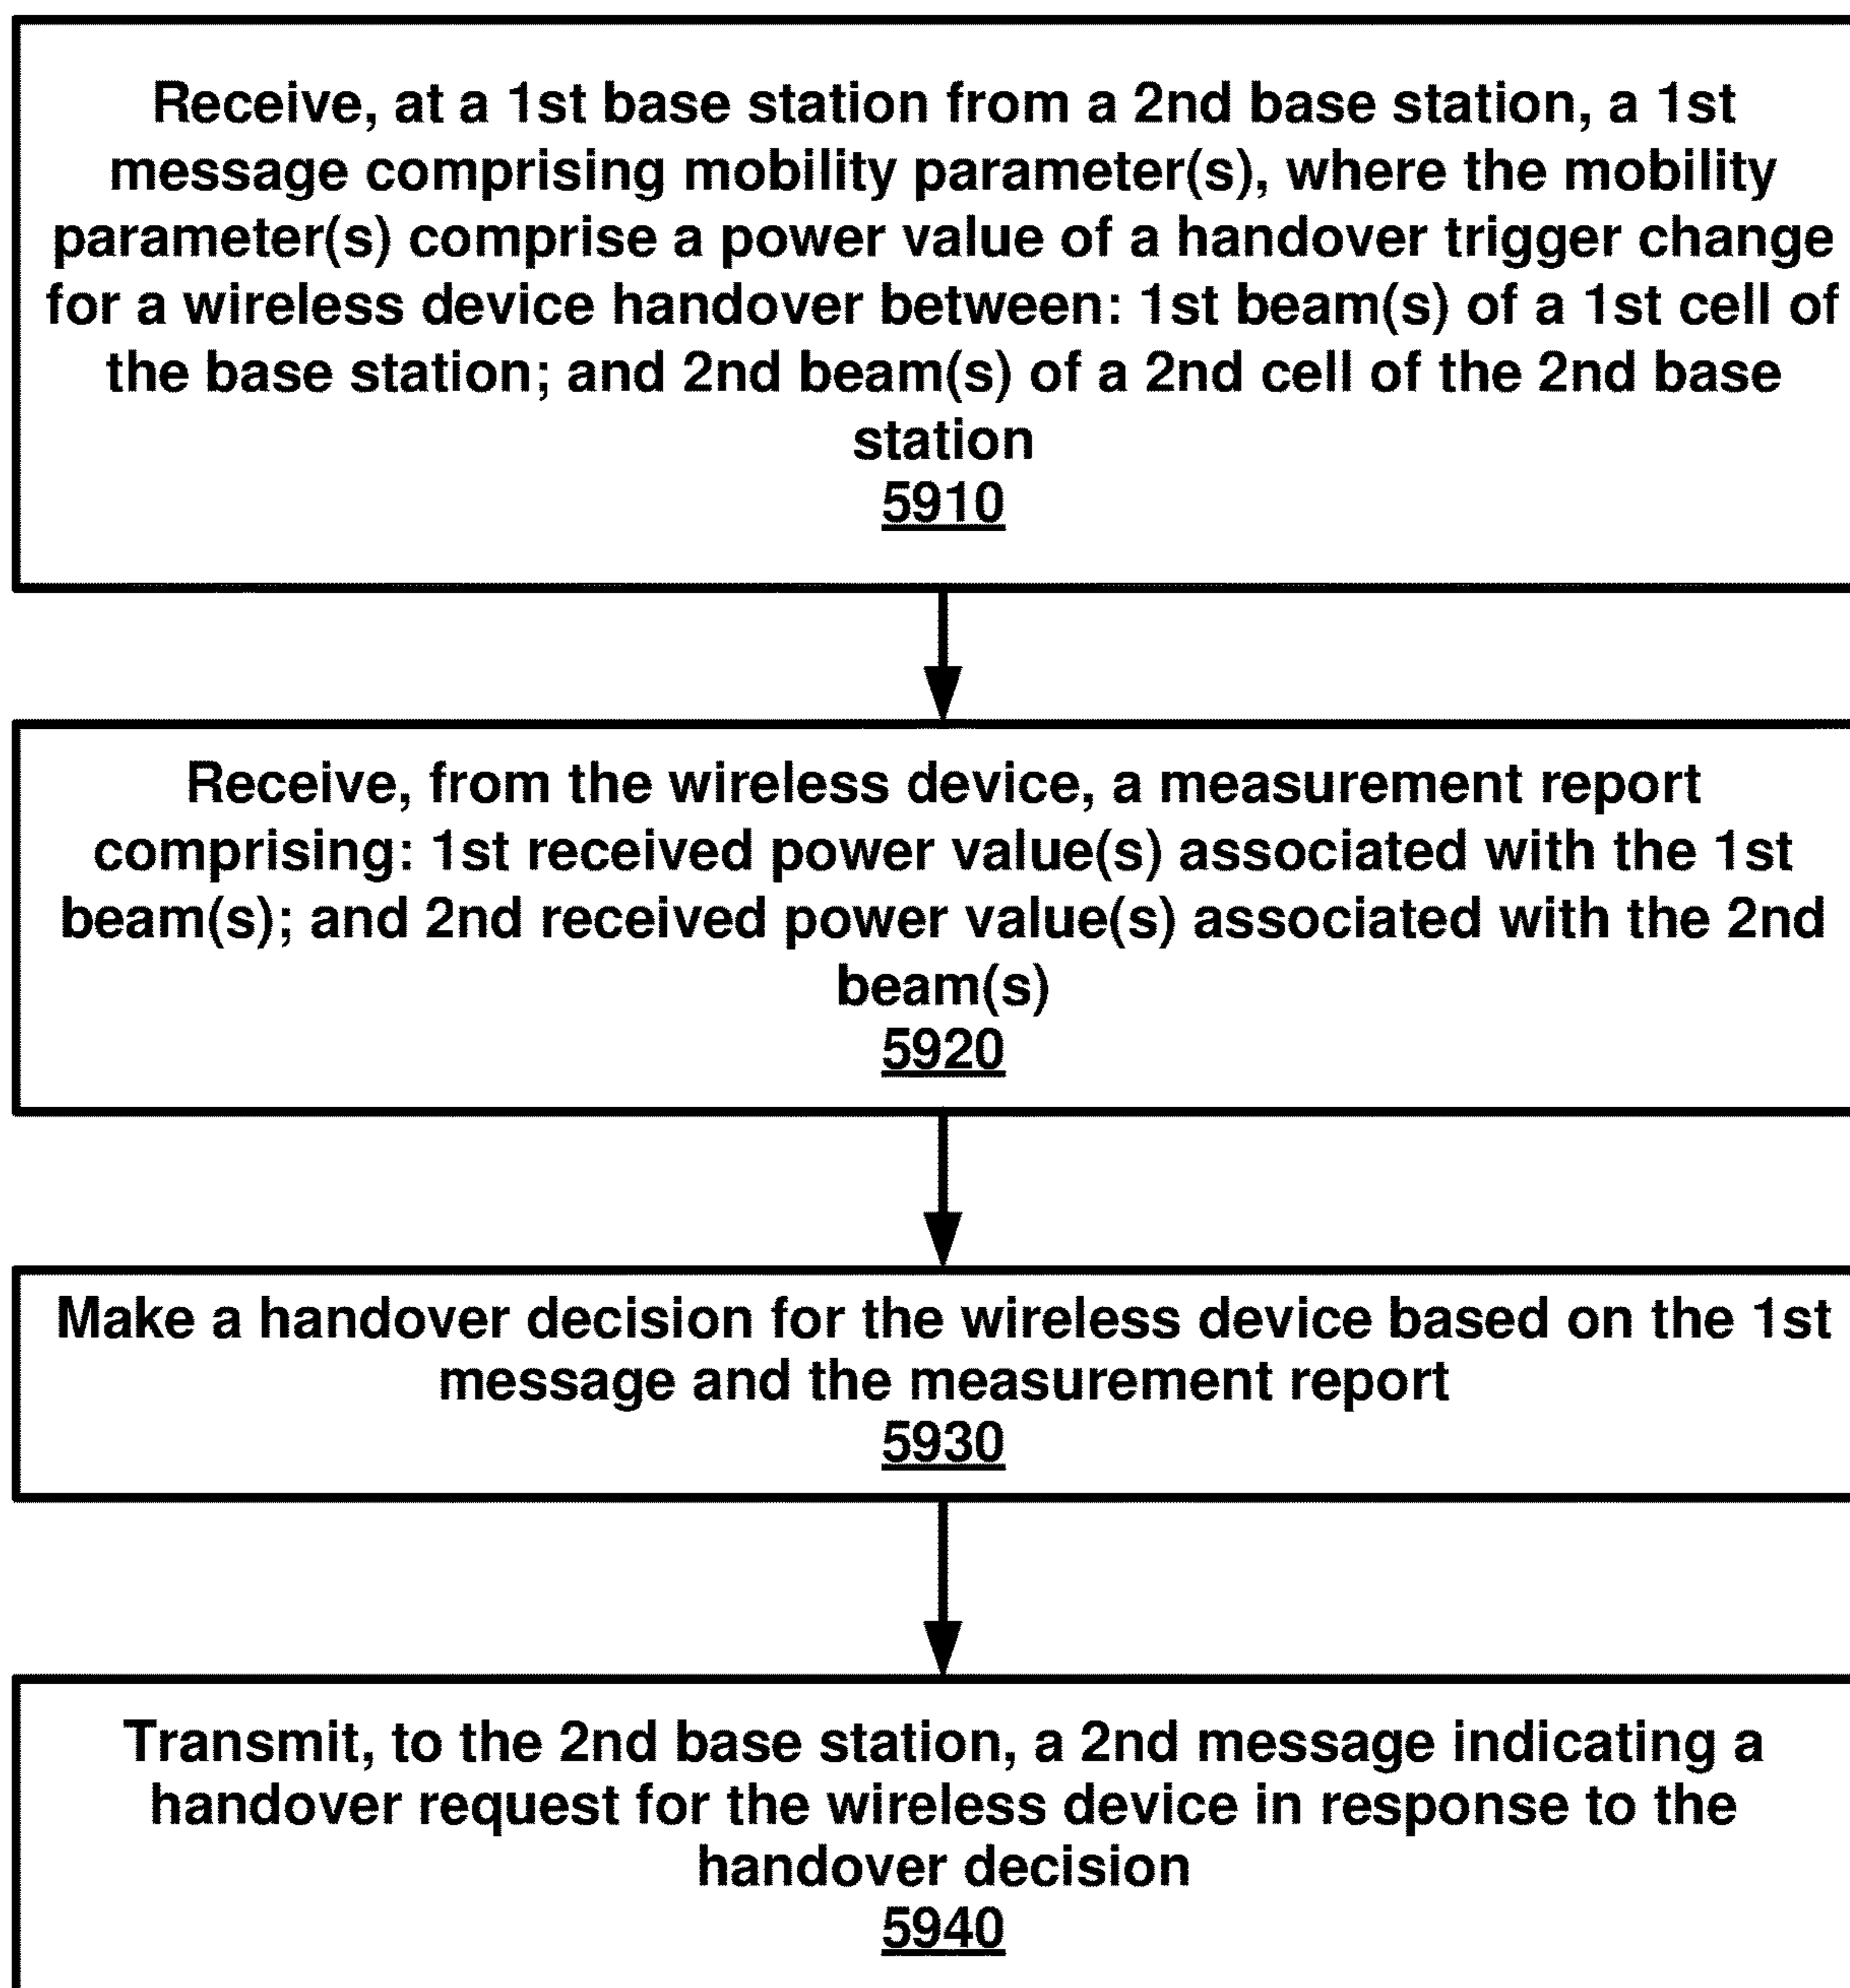 Receive, at a 1st base station from a 2nd base station, a 1st
message comprising mobility parameter(s), where the mobility
parameter(s) comprise a power value of a handover trigger change
for a wireless device handover between: 1st beam(s) of a 1st cell of
the base station; and 2nd beam(s) of a 2nd cell of the 2nd base
station
5910
Receive, from the wireless device, a measurement report
comprising: 1st received power value(s) associated with the 1st
beam(s); and 2nd received power value(s) associated with the 2nd
beam(s)
5920
Make a handover decision for the wireless device based on the 1st
message and the measurement report
5930
Transmit, to the 2nd base station, a 2nd message indicating a
handover request for the wireless device in response to the
handover decision
5940